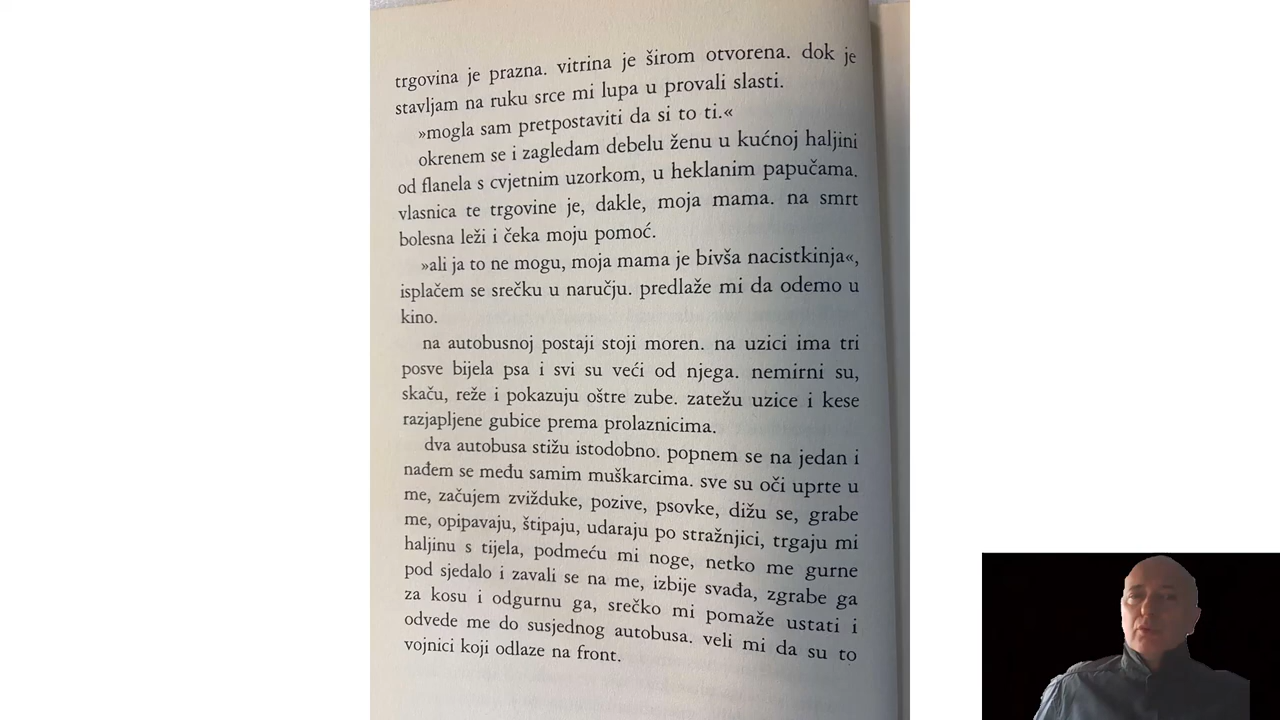 trgovina je prazna. vitrina je širom otvorena. dok je
stavljam na ruku srce mi lupa u provali slasti.
»mogla sam pretpostaviti da si to ti.«
okrenem se i zagledam debelu ženu u kućnoj haljini
od flanela s cvjetnim uzorkom, u heklanim papučama.
vlasnica te trgovine je, dakle, moja mama. na smrt
bolesna leži i čeka moju pomoć.
»ali ja to ne mogu, moja mama je bivša nacistkinja«,
isplačem se srečku u naručju. predlaže mi da odemo u
kino.
na autobusnoj postaji stoji moren. na uzici ima tri
posve bijela psa i svi su veći od njega. nemirni su,
skaču, reže i pokazuju oštre zube. zatežu uzice i kese
razjapljene gubice prema prolaznicima.
dva autobusa stižu istodobno. popnem se na jedan i
nađem se među samim muškarcima. sve su oči uprte u
me, začujem zvižduke, pozive, psovke, dižu se, grabe
me, opipavaju, štipaju, udaraju po stražnjici, trgaju mi
haljinu s tijela, podmeću mi noge, netko me gurne
pod sjedalo i zavali se na me, izbije svađa, zgrabe ga
za kosu i odgurnu ga, srečko mi pomaže ustati i
odvede me do susjednog autobusa. veli mi da su to
vojnici koji odlaze na front.